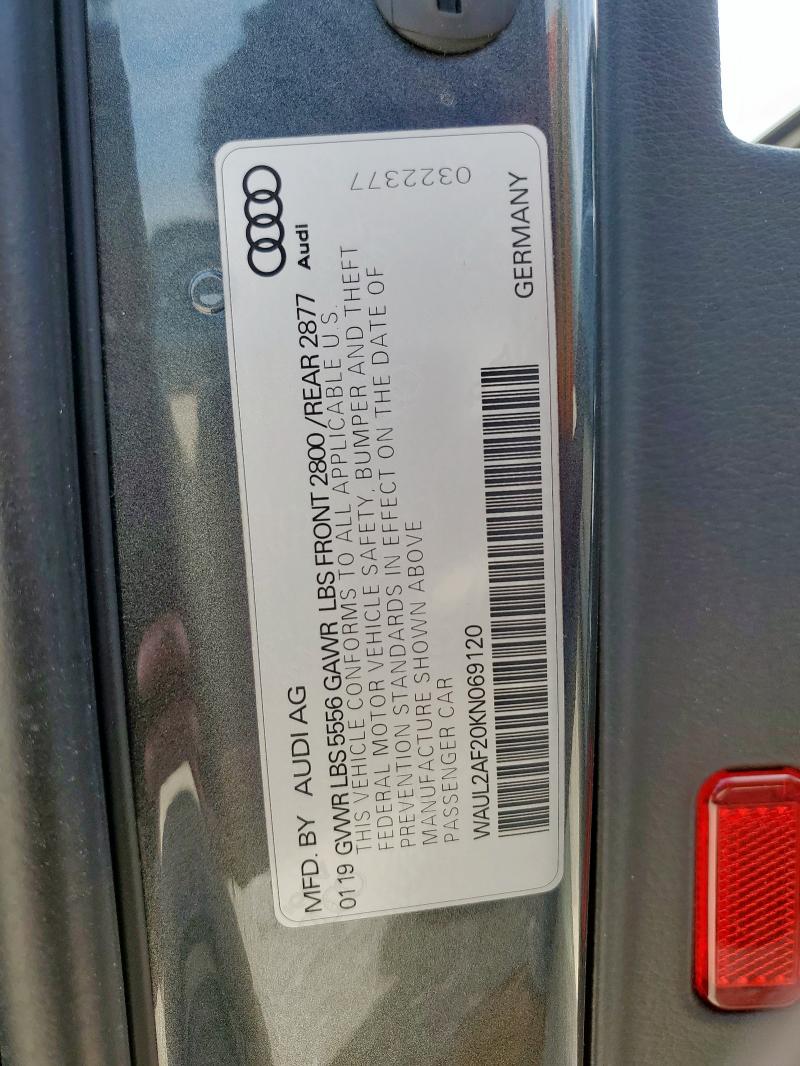 MFD. BY AUDI AG
Audi
0119 GVWR LBS 5556 GAWR LBS FRONT 2800 /REAR 2877
THIS VEHICLE CONFORMS TO ALL APPLICABLE U.S.
FEDERAL MOTOR VEHICLE SAFETY, BUMPER AND THEFT
PREVENTION STANDARDS IN EFFECT ON THE DATE OF
MANUFACTURE SHOWN ABOVE
PASSENGER CAR
WAUL2AF20KN069120
GERMANY
0322377